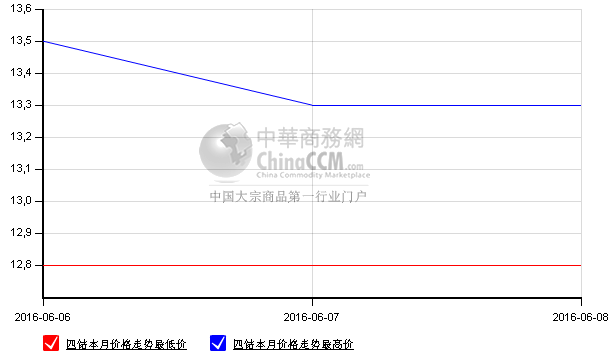 13,6
13,5
13,4
13,3
13,2
13,1
13,0
12,9
12,8
中華商務網
ChinaCCM.com
China Commodity Marketplace
中国大宗商品第一行业门户
2016-06-06
2016-06-07
2016-06-08
四钴本月价格走势最低价
四钴本月价格走势最高价